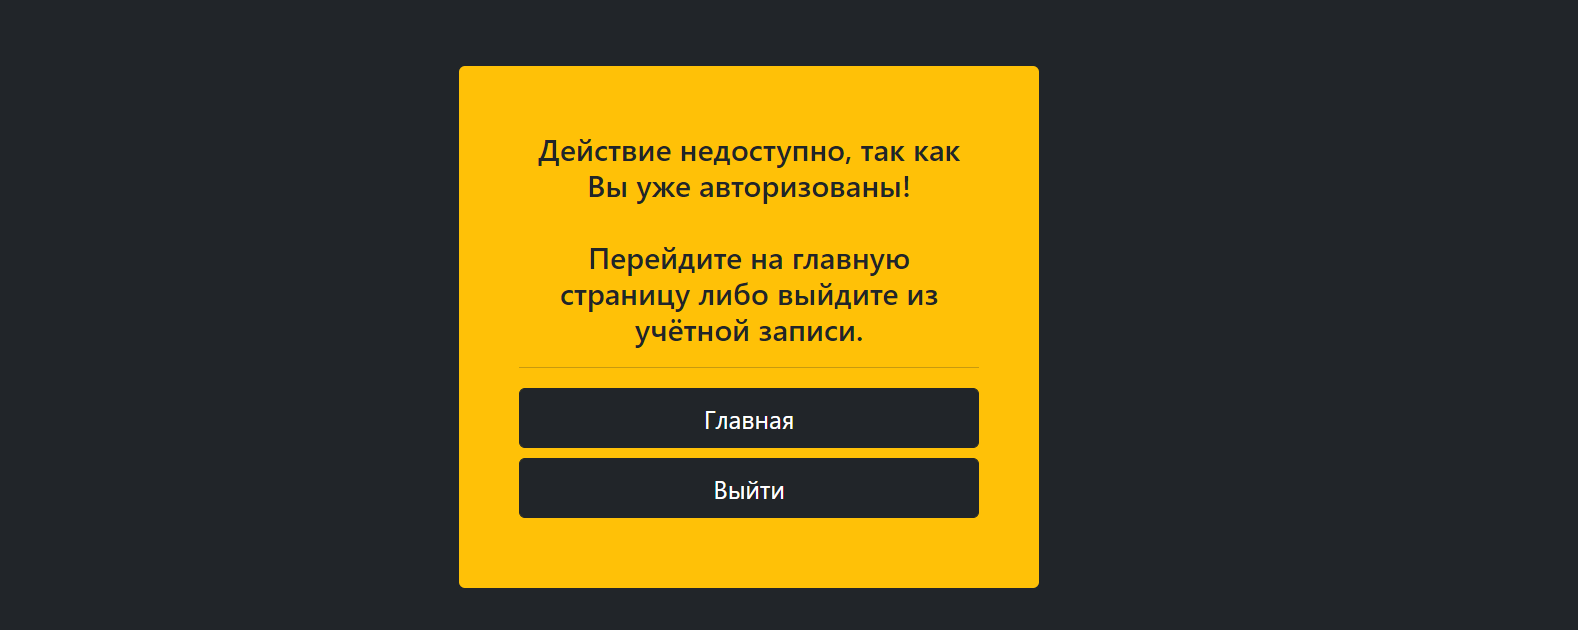 Действие недоступно, так как
Вы уже авторизованы!
Перейдите на главную
страницу либо выйдите из
учётной записи.
Главная
Выйти